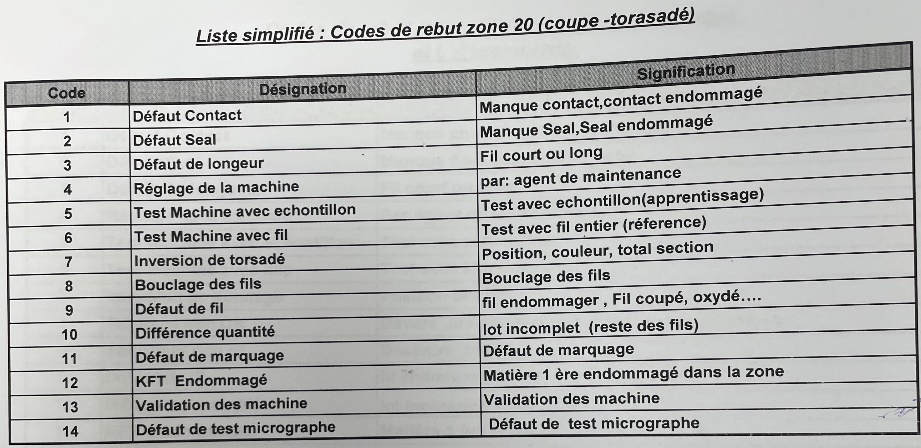 Liste simplifié : Codes de rebut zone 20 (coupe -torasadé)
Code Désignation Signification
1 Défaut Contact Manque contact,contact endommagé
2 Défaut Seal Manque Seal,Seal endommagé
3 Défaut de longeur Fil court ou long
4 Réglage de la machine par: agent de maintenance
5 Test Machine avec echontillon Test avec echontillon(apprentissage)
6 Test Machine avec fil Test avec fil entier (réference)
7 Inversion de torsadé Position, couleur, total section
8 Bouclage des fils Bouclage des fils
9 Défaut de fil fil endommager , Fil coupé, oxydé....
10 Différence quantité lot incomplet (reste des fils)
11 Défaut de marquage Défaut de marquage
12 KFT Endommagé Matière 1 ère endommagé dans la zone
13 Validation des machine Validation des machine
14 Défaut de test micrographe Défaut de test micrographe